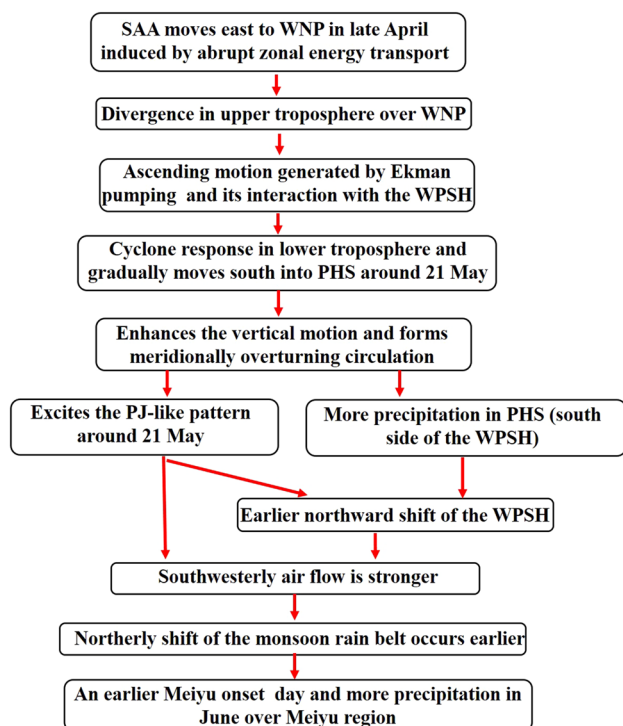 SAA moves east to WNP in late April
induced by abrupt zonal energy transport
Divergence in upper troposphere over WNP
Ascending motion generated by Ekman
pumping and its interaction with the WPSH
Cyclone response in lower troposphere and
gradually moves south into PHS around 21 May
Enhances the vertical motion and forms
meridionally overturning circulation
Excites the PJ-like pattern
around 21 May
More precipitation in PHS (south
side of the WPSH)
Earlier northward shift of the WPSH
Southwesterly air flow is stronger
Northerly shift of the monsoon rain belt occurs earlier
An earlier Meiyu onset day and more precipitation in
June over Meiyu region